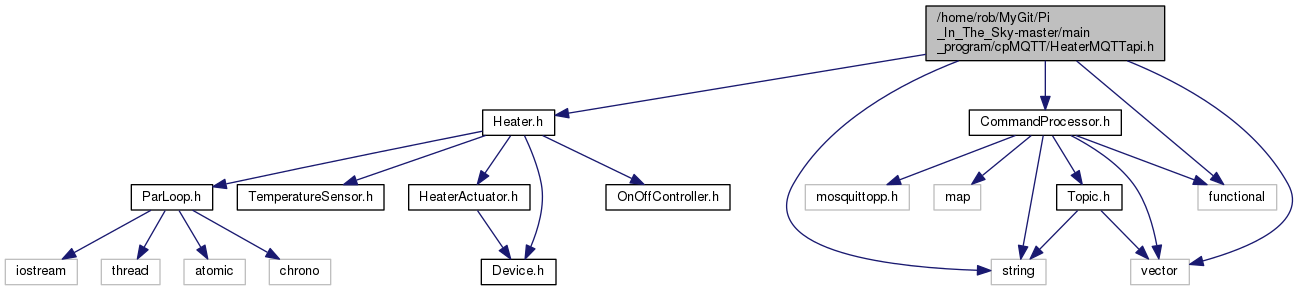 /home/rob/MyGit/Pi
_In_The_Sky-master/main
_program/cpMQTT/HeaterMQTTapi.h
Heater.h
CommandProcessor.h
ParLoop.h
TemperatureSensor.h
HeaterActuator.h
OnOffController.h
mosquittopp.h
map
Topic.h
functional
iostream
thread
atomic
chrono
Device.h
string
vector